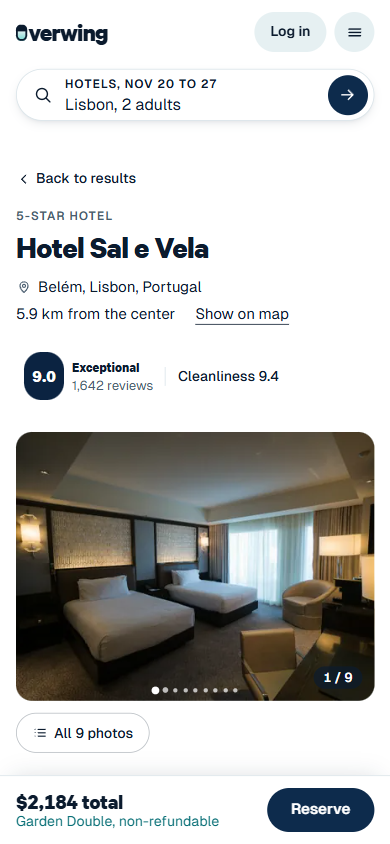 Overwing
Log in
HOTELS, NOV 20 TO 27
Lisbon, 2 adults
Back to results
5-STAR HOTEL
Hotel Sal e Vela
Belém, Lisbon, Portugal
5.9 km from the center
Show on map
9.0
Exceptional
1,642 reviews
Cleanliness 9.4
1 / 9
All 9 photos
$2,184 total
Garden Double, non-refundable
Reserve